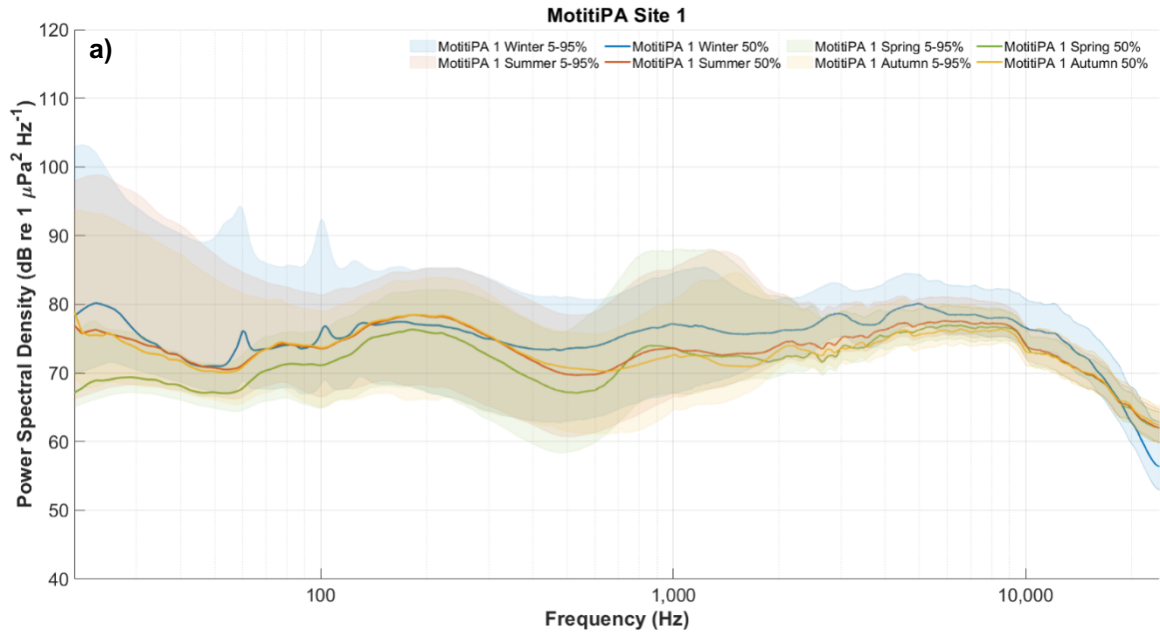 MotitiPA Site 1
a)
MotitiPA 1 Winter 5-95% MotitiPA 1 Winter 50% MotitiPA 1 Spring 5-95% MotitiPA 1 Spring 50%
MotitiPA 1 Summer 5-95% MotitiPA 1 Summer 50% MotitiPA 1 Autumn 5-95% MotitiPA 1 Autumn 50%
Power Spectral Density (dB re 1 μPa² Hz⁻¹)
120
110
100
90
80
70
60
50
40
100 1,000 10,000
Frequency (Hz)